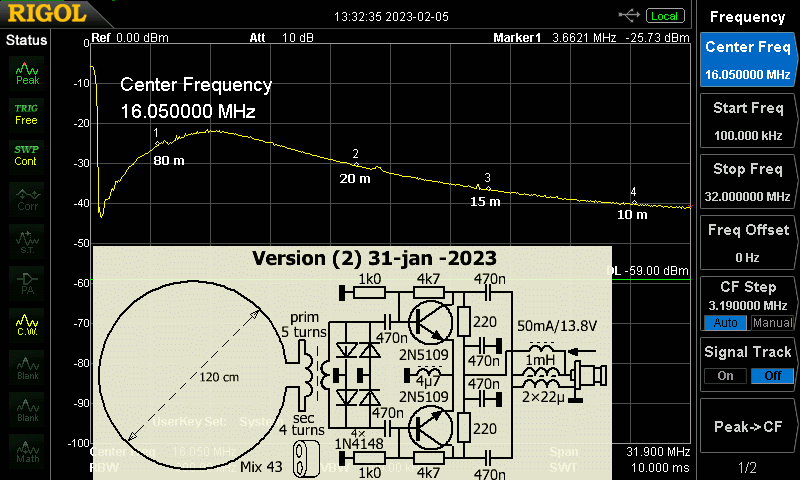 RIGOL
13:32:35 2023-02-05
Local
Frequency
Status
Ref 0.00 dBm
Att 10 dB
Marker1 3.6621 MHz -25.73 dBm
Center Freq
16.050000 MHz
Start Freq
100.000 kHz
Stop Freq
32.000000 MHz
Freq Offset
0 Hz
CF Step
3.190000 MHz
Auto Manual
Signal Track
On Off
Peak->CF
1/2
Peak
TRIG
Free
SWP
Cont
Corr
S.T.
PA
C.W.
Blank
Blank
Blank
Math
0
-10
-20
-30
-40
-50
-60
-70
-80
-90
-100
Center Frequency
16.050000 MHz
1
80 m
2
20 m
3
15 m
4
10 m
DL -59.00 dBm
Version (2) 31-jan -2023
1k0
4k7
470n
prim
5 turns
470n
2N5109
220
50mA/13.8V
470n
1mH
120 cm
4µ7
2N5109
470n
2×22µ
UserKey Set: Syste
sec
4 turns
4×
1N4148
470n
220
Mix 43
1k0
4k7
470n
Center Freq 16.050 MHz
Span 31.900 MHz
RBW
VBW
SWT 10.000 ms